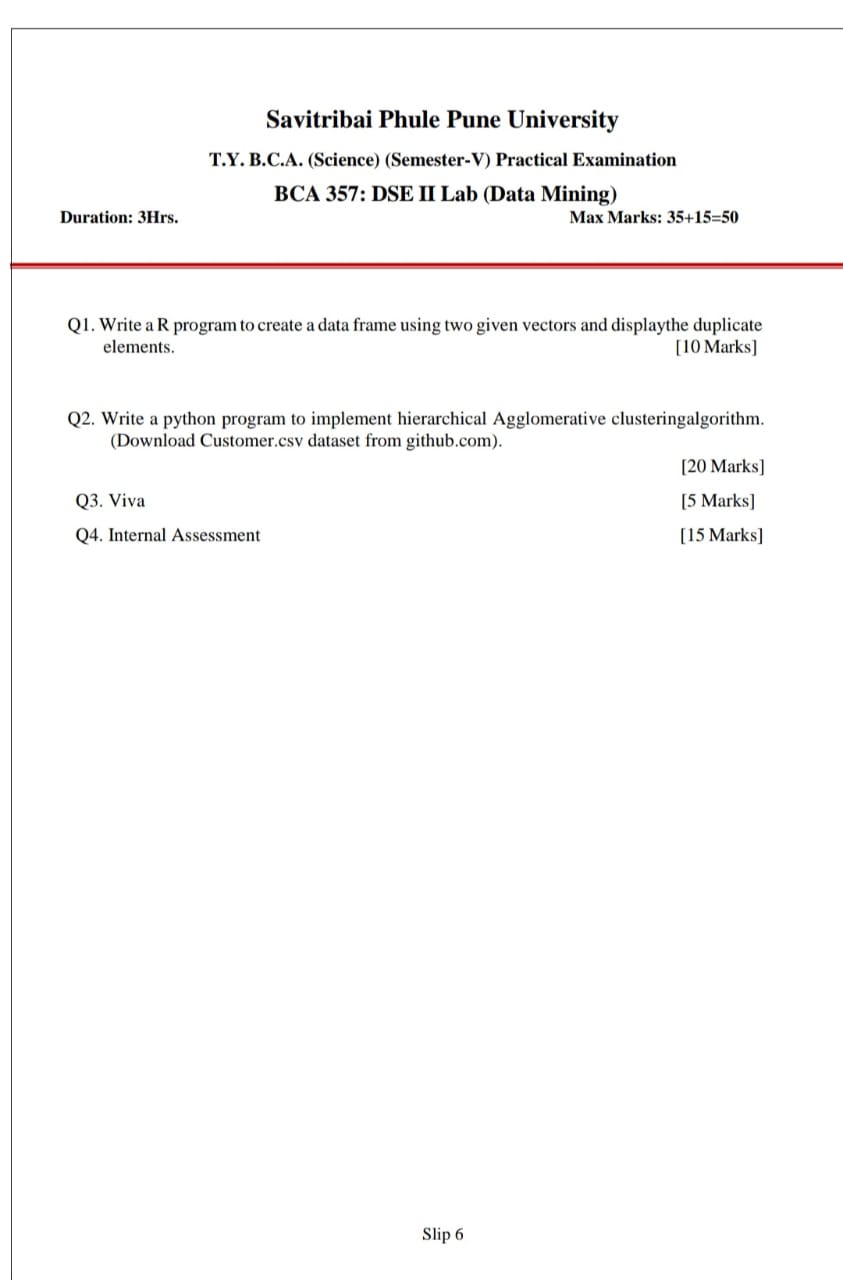 Savitribai Phule Pune University
T.Y. B.C.A. (Science) (Semester-V) Practical Examination
BCA 357: DSE II Lab (Data Mining)
Duration: 3Hrs. Max Marks: 35+15=50
Q1. Write a R program to create a data frame using two given vectors and displaythe duplicate
elements. [10 Marks]
Q2. Write a python program to implement hierarchical Agglomerative clusteringalgorithm.
(Download Customer.csv dataset from github.com).
[20 Marks]
Q3. Viva [5 Marks]
Q4. Internal Assessment [15 Marks]
Slip 6